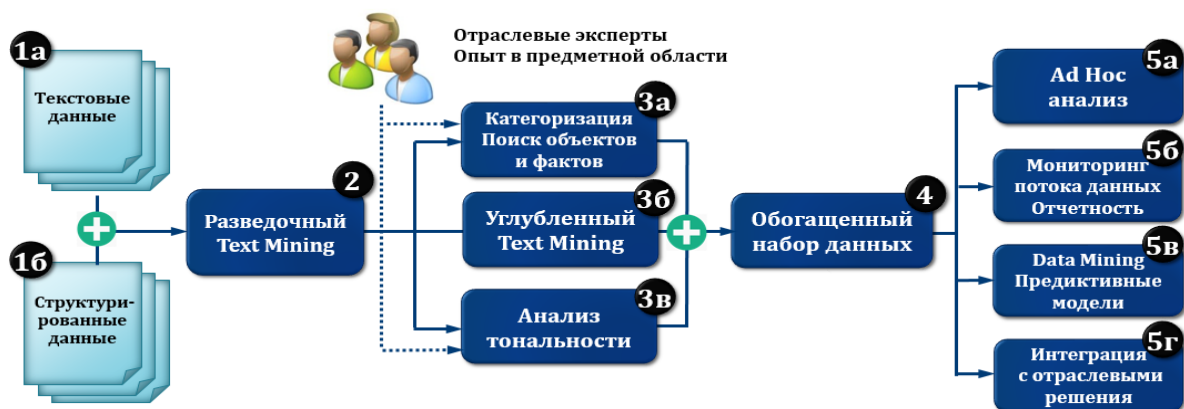 1а
Текстовые
данные
1б
Структури-
рованные
данные
2
Разведочный
Text Mining
Отраслевые эксперты
Опыт в предметной области
3а
Категоризация
Поиск объектов
и фактов
3б
Углубленный
Text Mining
3в
Анализ
тональности
4
Обогащенный
набор данных
5а
Ad Hoc
анализ
5б
Мониторинг
потока данных
Отчетность
5в
Data Mining
Предиктивные
модели
5г
Интеграция
с отраслевыми
решения